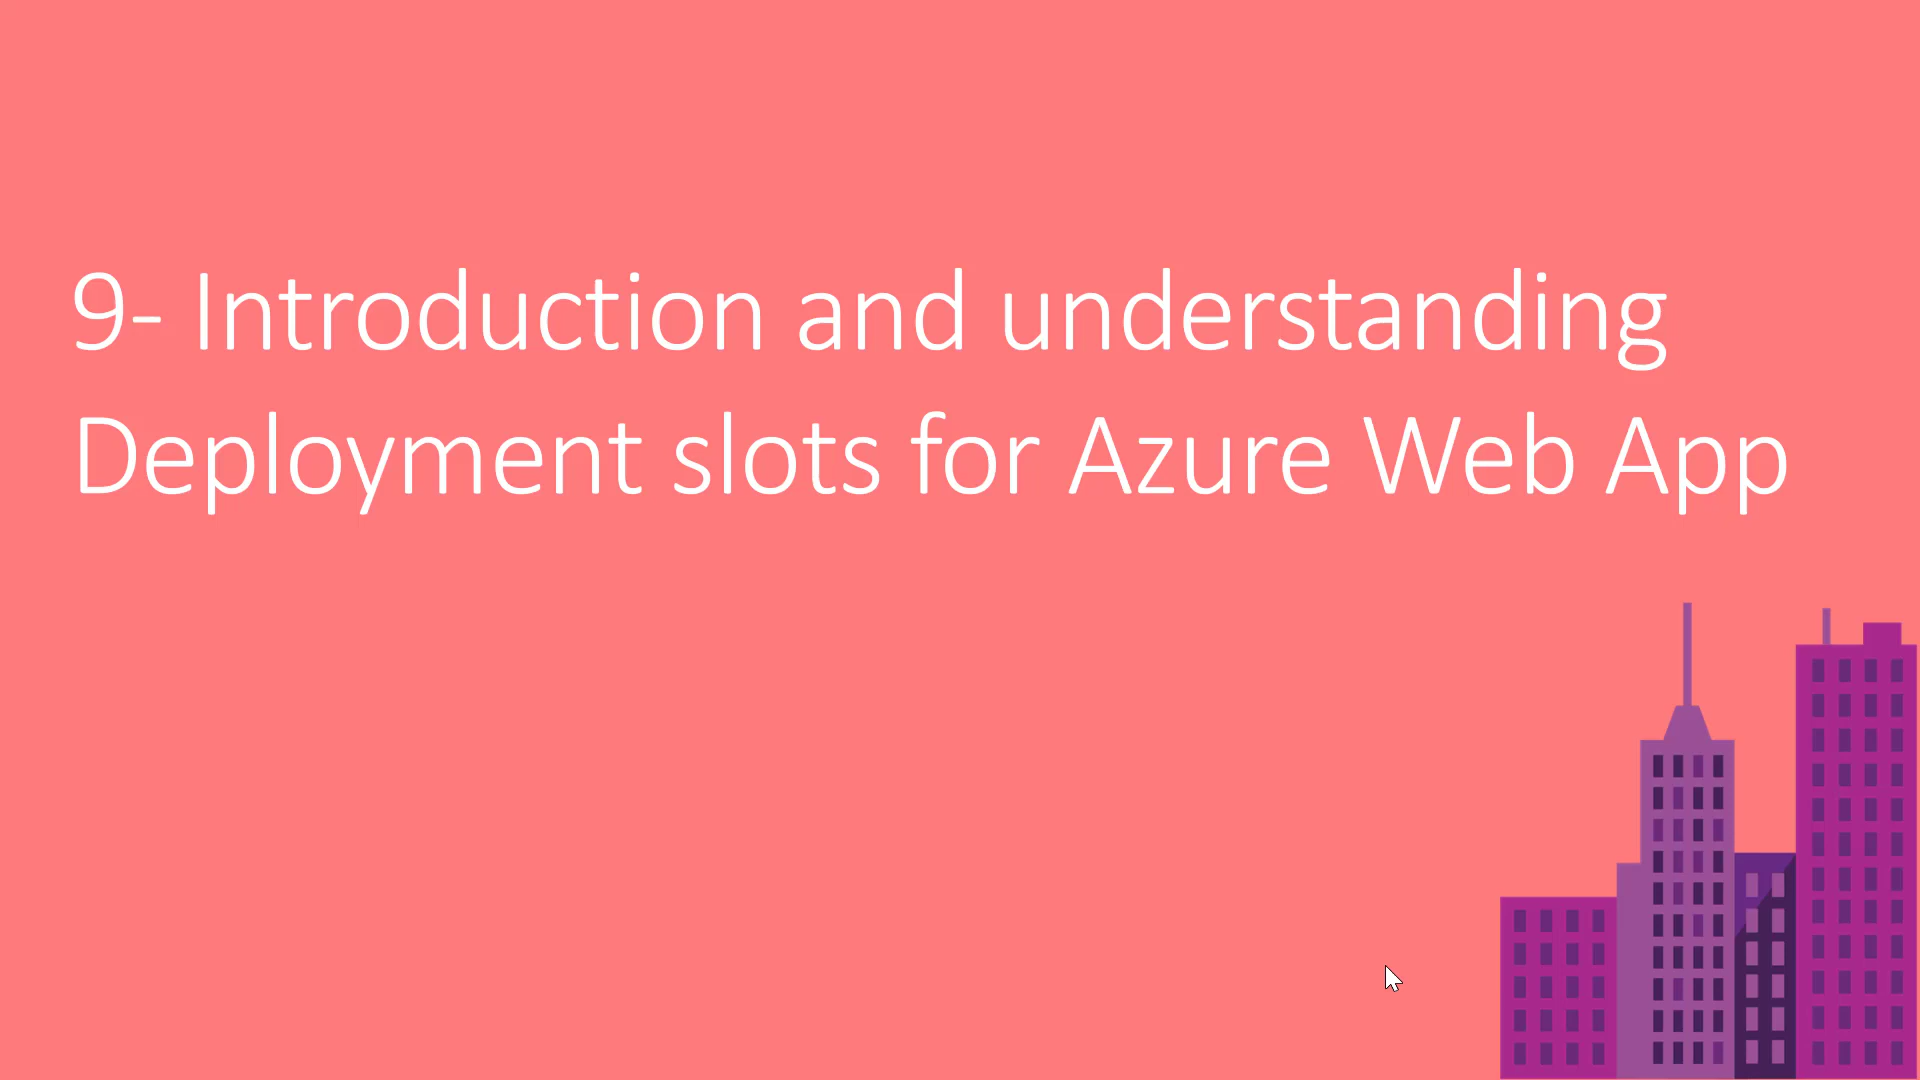 9- Introduction and understanding
Deployment slots for Azure Web App